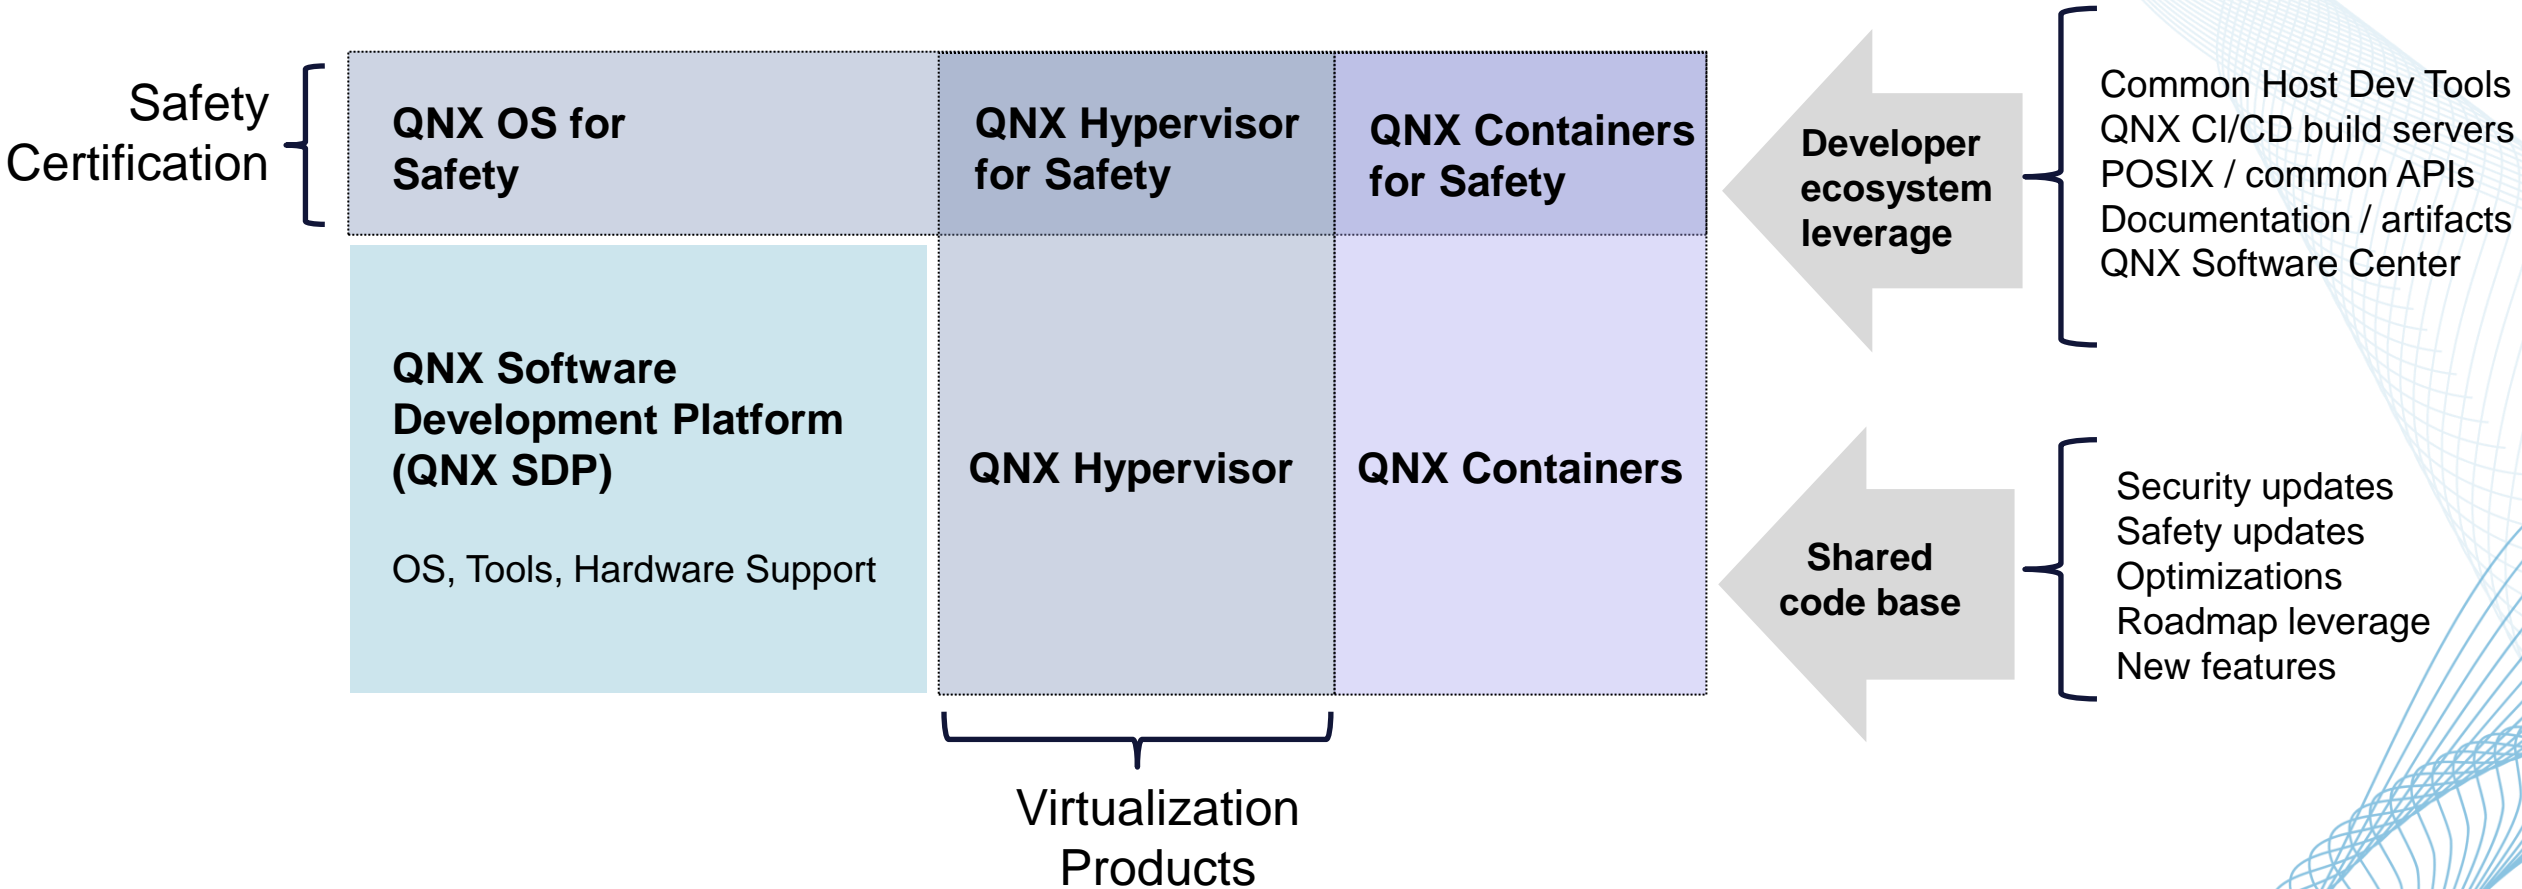 Safety
Certification
QNX OS for
Safety
QNX Hypervisor
for Safety
QNX Containers
for Safety
QNX Software
Development Platform
(QNX SDP)
OS, Tools, Hardware Support
QNX Hypervisor
QNX Containers
Virtualization
Products
Developer
ecosystem
leverage
Common Host Dev Tools
QNX CI/CD build servers
POSIX / common APIs
Documentation / artifacts
QNX Software Center
Shared
code base
Security updates
Safety updates
Optimizations
Roadmap leverage
New features